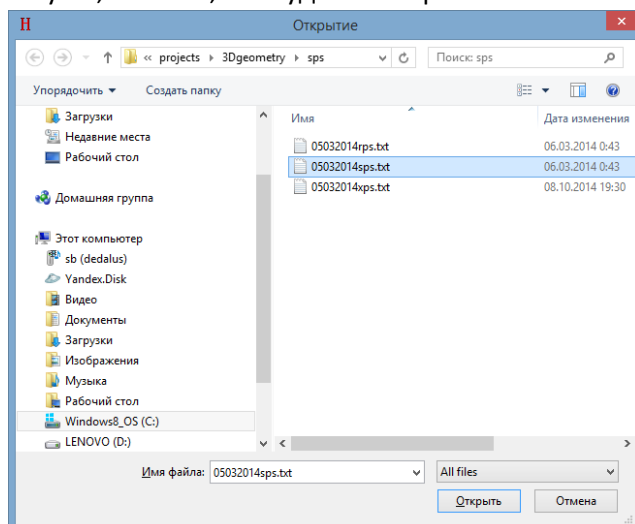 H Открытие
« projects ▸ 3Dgeometry ▸ sps Поиск: sps
Упорядочить Создать папку
Загрузки
Недавние места
Рабочий стол
Домашняя группа
Этот компьютер
sb (dedalus)
Yandex.Disk
Видео
Документы
Загрузки
Изображения
Музыка
Рабочий стол
Windows8_OS (C:)
LENOVO (D:)
Имя Дата изменения
05032014rps.txt 06.03.2014 0:43
05032014sps.txt 06.03.2014 0:43
05032014xps.txt 08.10.2014 19:30
Имя файла: 05032014sps.txt All files
Открыть Отмена